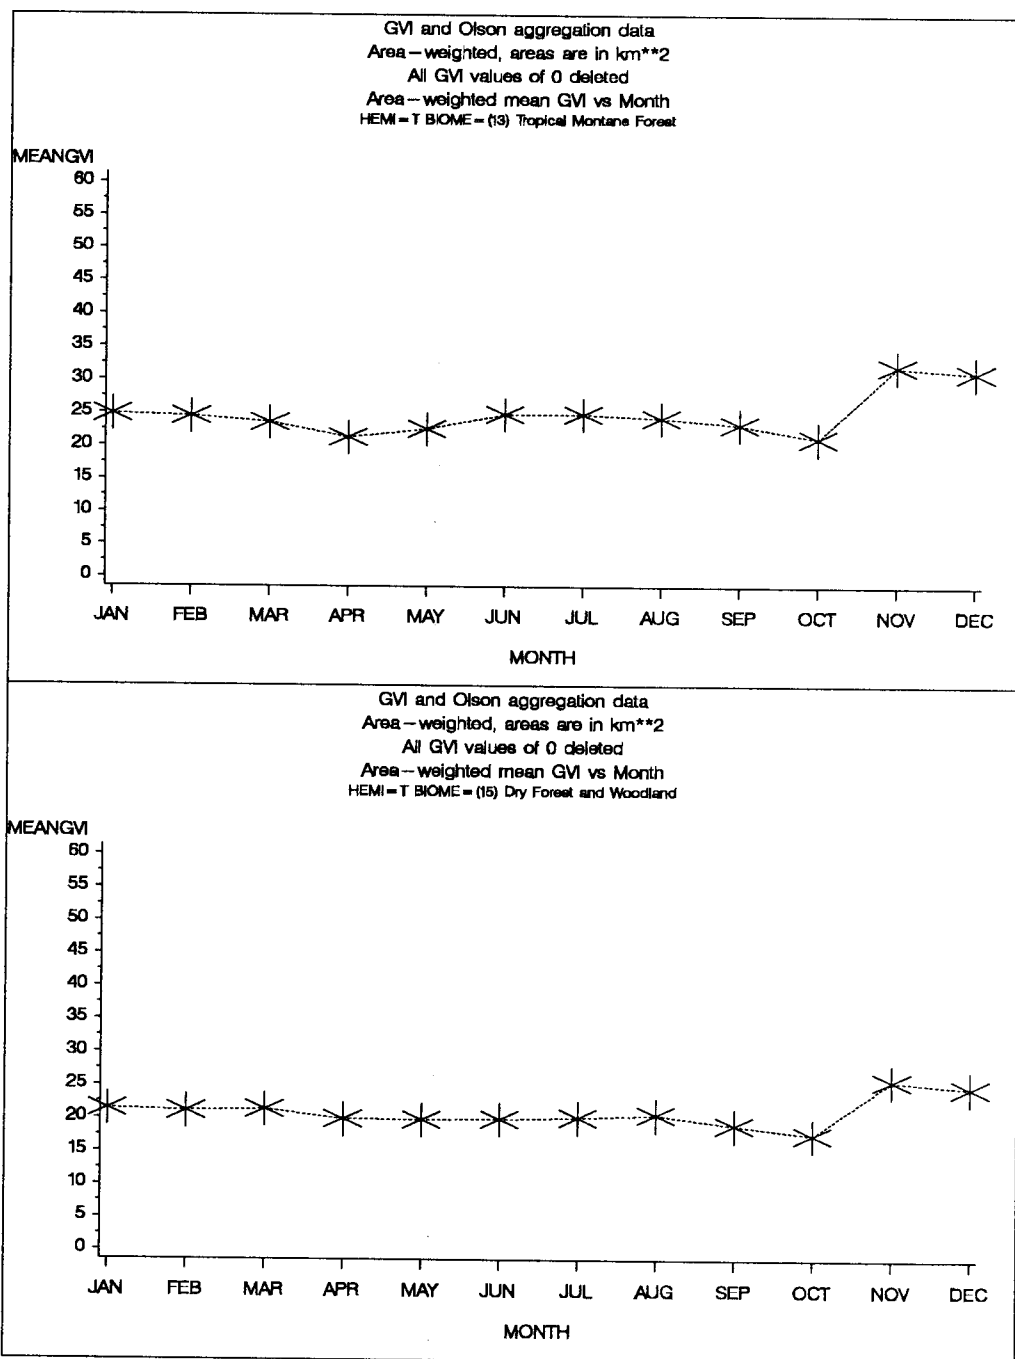 GVI and Olson aggregation data
Area-weighted, areas are in km**2
All GVI values of 0 deleted
Area-weighted mean GVI vs Month
HEMI=T BIOME=(13) Tropical Montane Forest
MEANGVI
60
55
50
45
40
35
30
25
20
15
10
5
0
JAN FEB MAR APR MAY JUN JUL AUG SEP OCT NOV DEC
MONTH
GVI and Olson aggregation data
Area-weighted, areas are in km**2
All GVI values of 0 deleted
Area-weighted mean GVI vs Month
HEMI=T BIOME=(15) Dry Forest and Woodland
MEANGVI
60
55
50
45
40
35
30
25
20
15
10
5
0
JAN FEB MAR APR MAY JUN JUL AUG SEP OCT NOV DEC
MONTH